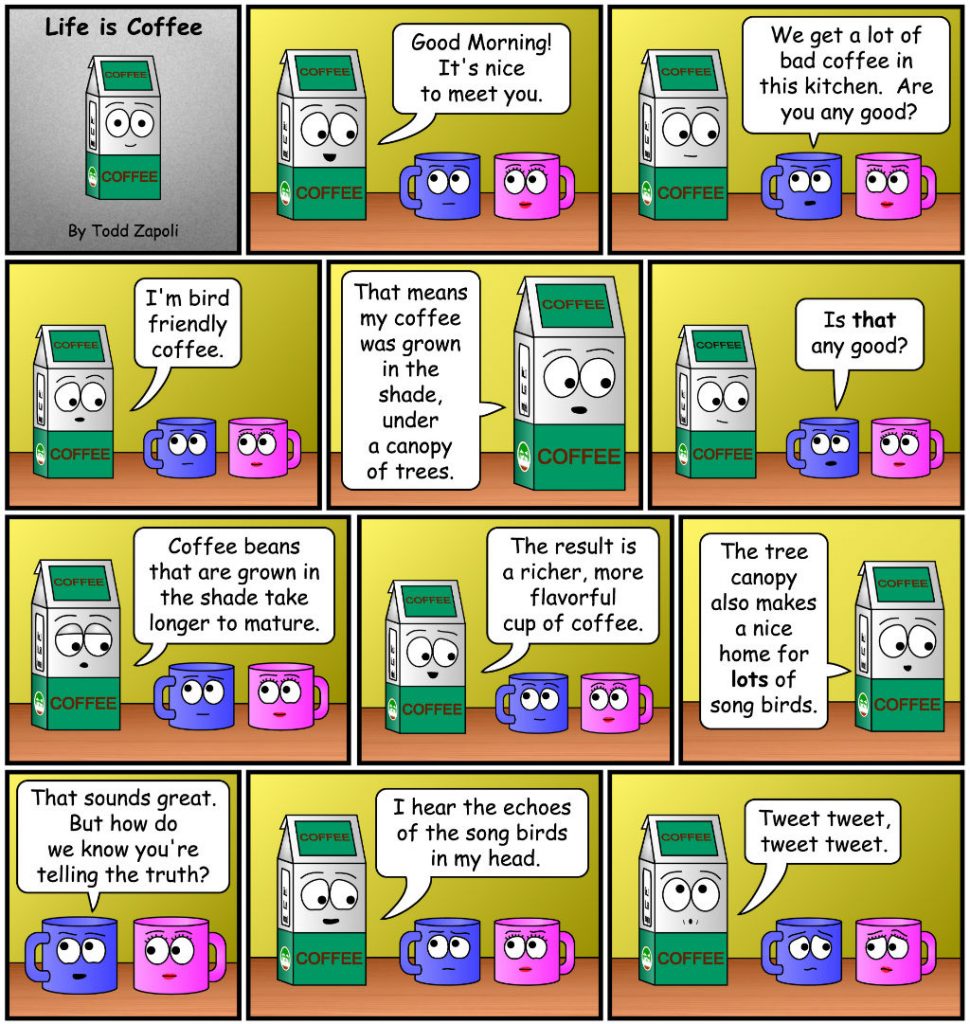 Life is Coffee
COFFEE
COFFEE
By Todd Zapoli
Good Morning!
It's nice
to meet you.
COFFEE
COFFEE
We get a lot of
bad coffee in
this kitchen. Are
you any good?
COFFEE
COFFEE
I'm bird
friendly
coffee.
COFFEE
COFFEE
That means
my coffee
was grown
in the
shade,
under
a canopy
of trees.
COFFEE
COFFEE
Is that
any good?
COFFEE
COFFEE
Coffee beans
that are grown in
the shade take
longer to mature.
COFFEE
COFFEE
The result is
a richer, more
flavorful
cup of coffee.
COFFEE
COFFEE
The tree
canopy
also makes
a nice
home for
lots of
song birds.
COFFEE
COFFEE
That sounds great.
But how do
we know you're
telling the truth?
I hear the echoes
of the song birds
in my head.
COFFEE
COFFEE
Tweet tweet,
tweet tweet.
COFFEE
COFFEE